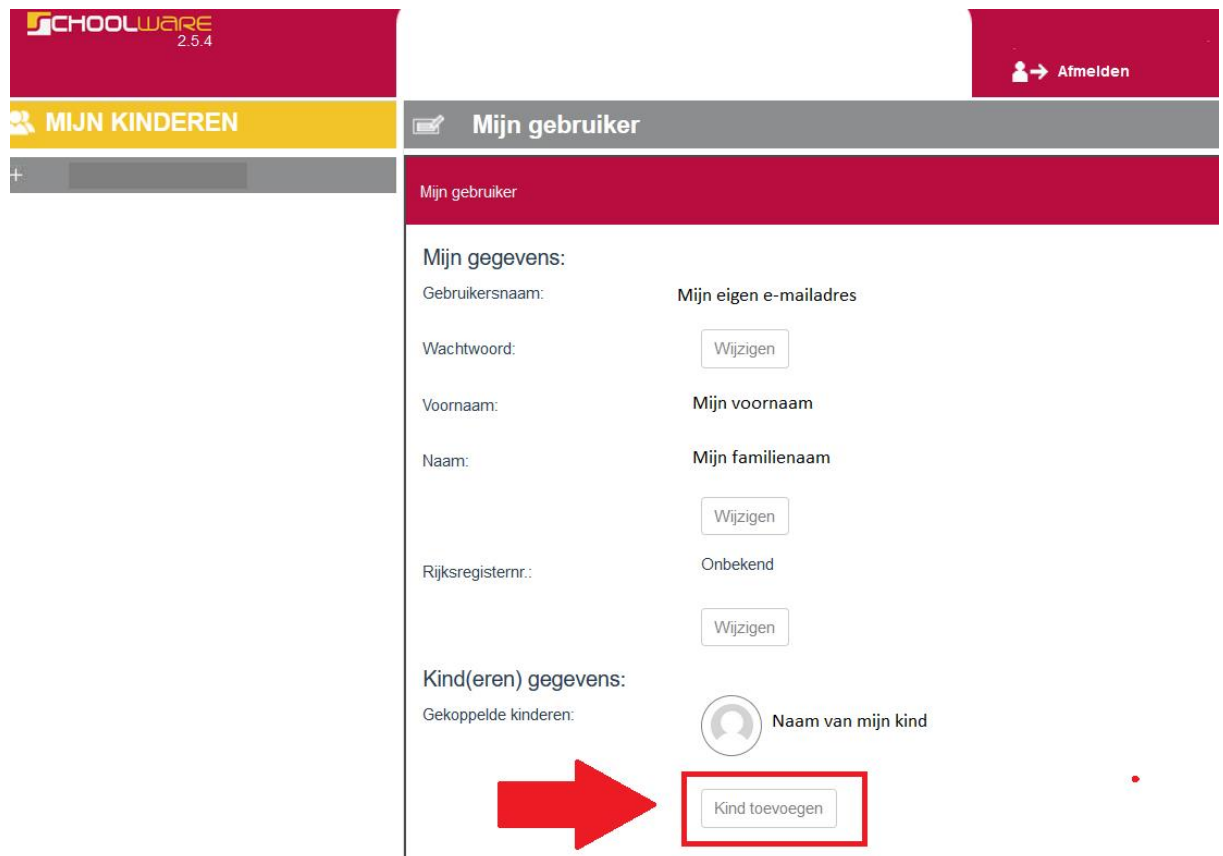 SCHOOLWARE
2.5.4
Afmelden
MIJN KINDEREN
Mijn gebruiker
+
Mijn gebruiker
Mijn gegevens:
Gebruikersnaam: Mijn eigen e-mailadres
Wachtwoord: Wijzigen
Voornaam: Mijn voornaam
Naam: Mijn familienaam
Wijzigen
Rijksregisternr.: Onbekend
Wijzigen
Kind(eren) gegevens:
Gekoppelde kinderen: Naam van mijn kind
Kind toevoegen